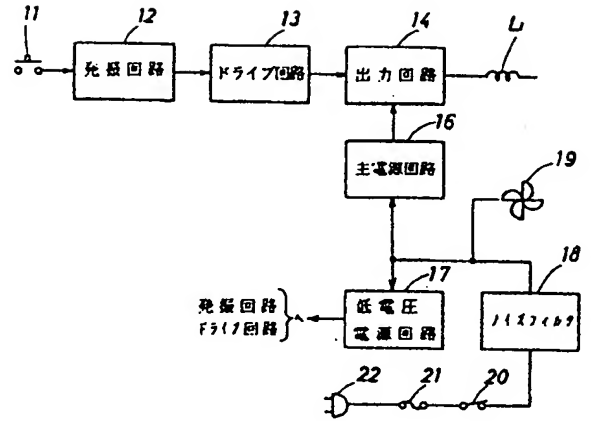 11
12
13
14
L1
発振回路
ドライブ回路
出力回路
16
主電源回路
19
17
18
発振回路
ドライブ回路
へ
低電圧
電源回路
ノイズフィルタ
22
21
20